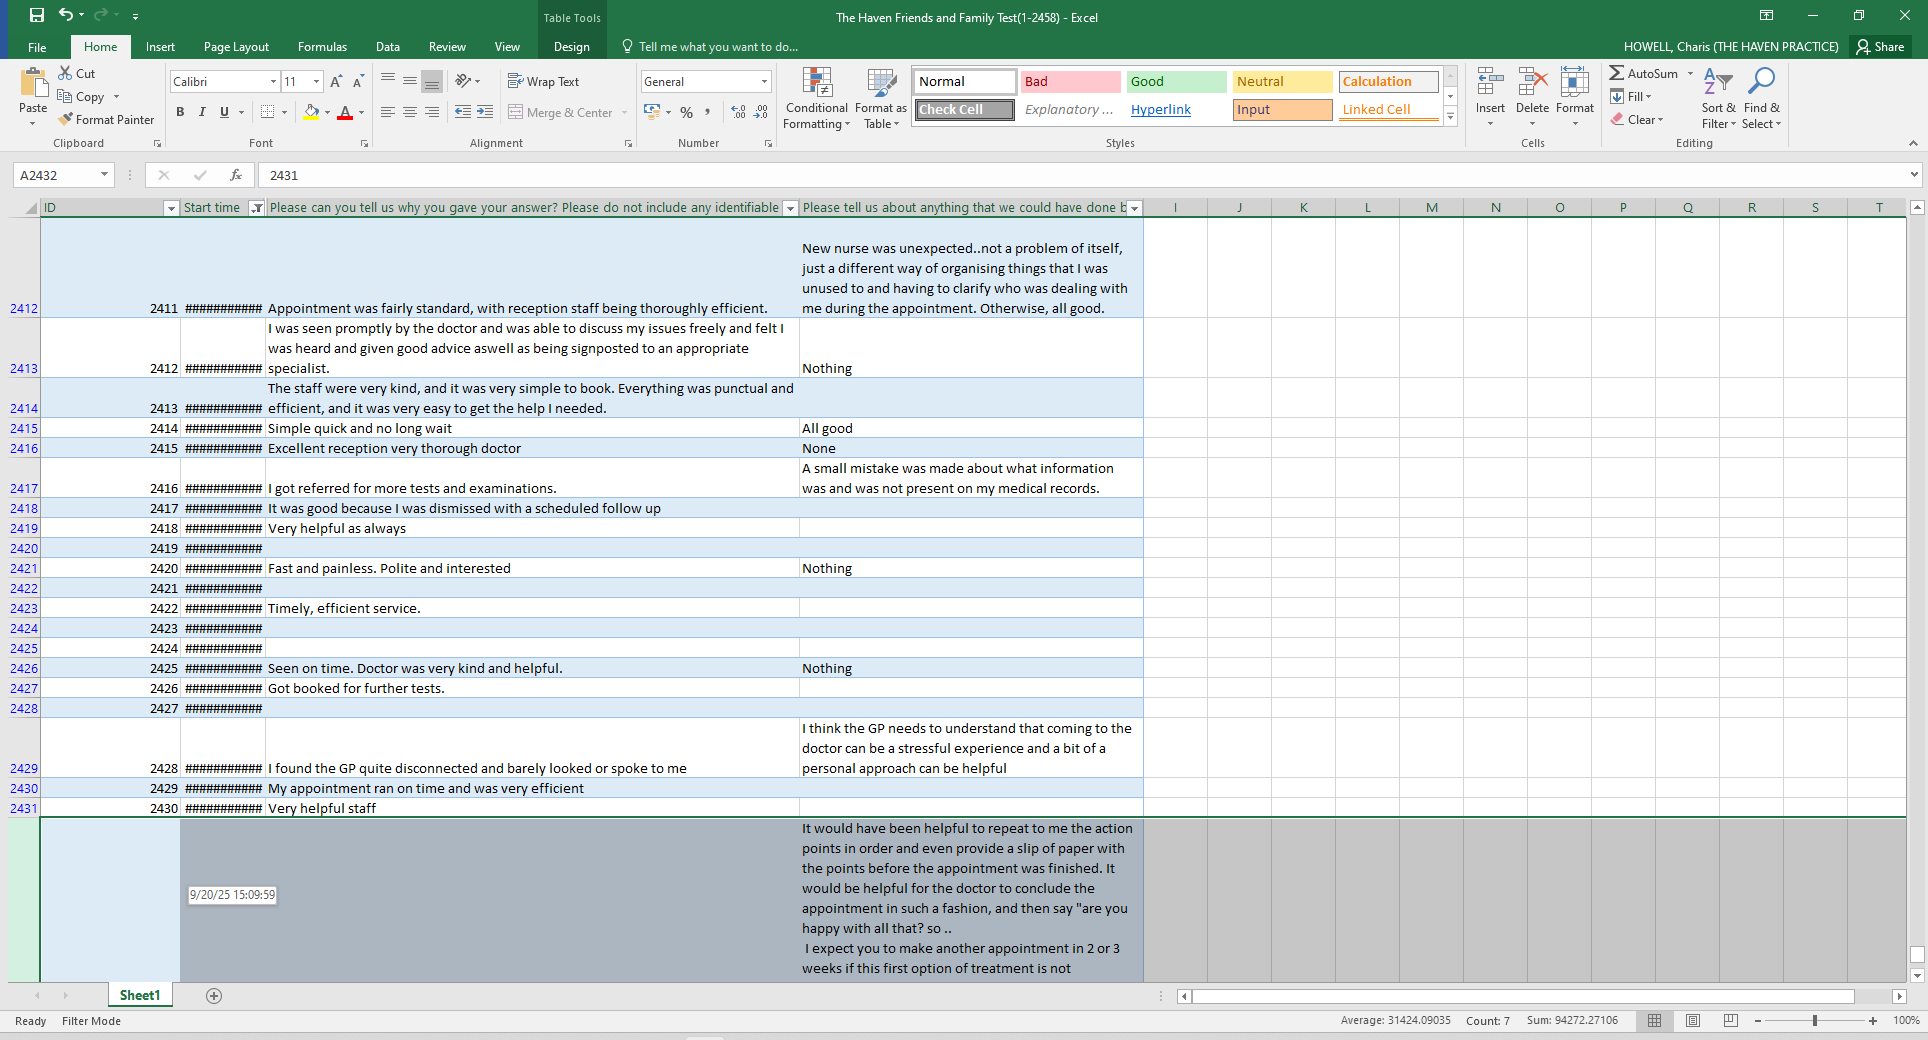 Table Tools
The Haven Friends and Family Test(1-2458) - Excel
File Home Insert Page Layout Formulas Data Review View Design Tell me what you want to do...
HOWELL, Charis (THE HAVEN PRACTICE) Share
Paste Cut Copy Format Painter Clipboard
Calibri 11 B I U A A A Font
Wrap Text Merge & Center Alignment
General % , Number
Conditional Formatting Format as Table
Normal Bad Good Neutral Calculation
Check Cell Explanatory ... Hyperlink Input Linked Cell
Styles
Insert Delete Format Cells
AutoSum Fill Clear Sort & Filter Find & Select Editing
A2432 fx 2431
ID Start time Please can you tell us why you gave your answer? Please do not include any identifiable Please tell us about anything that we could have done b I J K L M N O P Q R S T
New nurse was unexpected..not a problem of itself,
just a different way of organising things that I was
unused to and having to clarify who was dealing with
2412 2411 ########### Appointment was fairly standard, with reception staff being thoroughly efficient. me during the appointment. Otherwise, all good.
I was seen promptly by the doctor and was able to discuss my issues freely and felt I
was heard and given good advice aswell as being signposted to an appropriate
2413 2412 ########### specialist. Nothing
The staff were very kind, and it was very simple to book. Everything was punctual and
2414 2413 ########### efficient, and it was very easy to get the help I needed.
2415 2414 ########### Simple quick and no long wait All good
2416 2415 ########### Excellent reception very thorough doctor None
A small mistake was made about what information
2417 2416 ########### I got referred for more tests and examinations. was and was not present on my medical records.
2418 2417 ########### It was good because I was dismissed with a scheduled follow up
2419 2418 ########### Very helpful as always
2420 2419 ###########
2421 2420 ########### Fast and painless. Polite and interested Nothing
2422 2421 ###########
2423 2422 ########### Timely, efficient service.
2424 2423 ###########
2425 2424 ###########
2426 2425 ########### Seen on time. Doctor was very kind and helpful. Nothing
2427 2426 ########### Got booked for further tests.
2428 2427 ###########
I think the GP needs to understand that coming to the
doctor can be a stressful experience and a bit of a
2429 2428 ########### I found the GP quite disconnected and barely looked or spoke to me personal approach can be helpful
2430 2429 ########### My appointment ran on time and was very efficient
2431 2430 ########### Very helpful staff
It would have been helpful to repeat to me the action
points in order and even provide a slip of paper with
the points before the appointment was finished. It
9/20/25 15:09:59 would be helpful for the doctor to conclude the
appointment in such a fashion, and then say "are you
happy with all that? so ..
I expect you to make another appointment in 2 or 3
weeks if this first option of treatment is not
Sheet1
Ready Filter Mode Average: 31424.09035 Count: 7 Sum: 94272.27106 100%